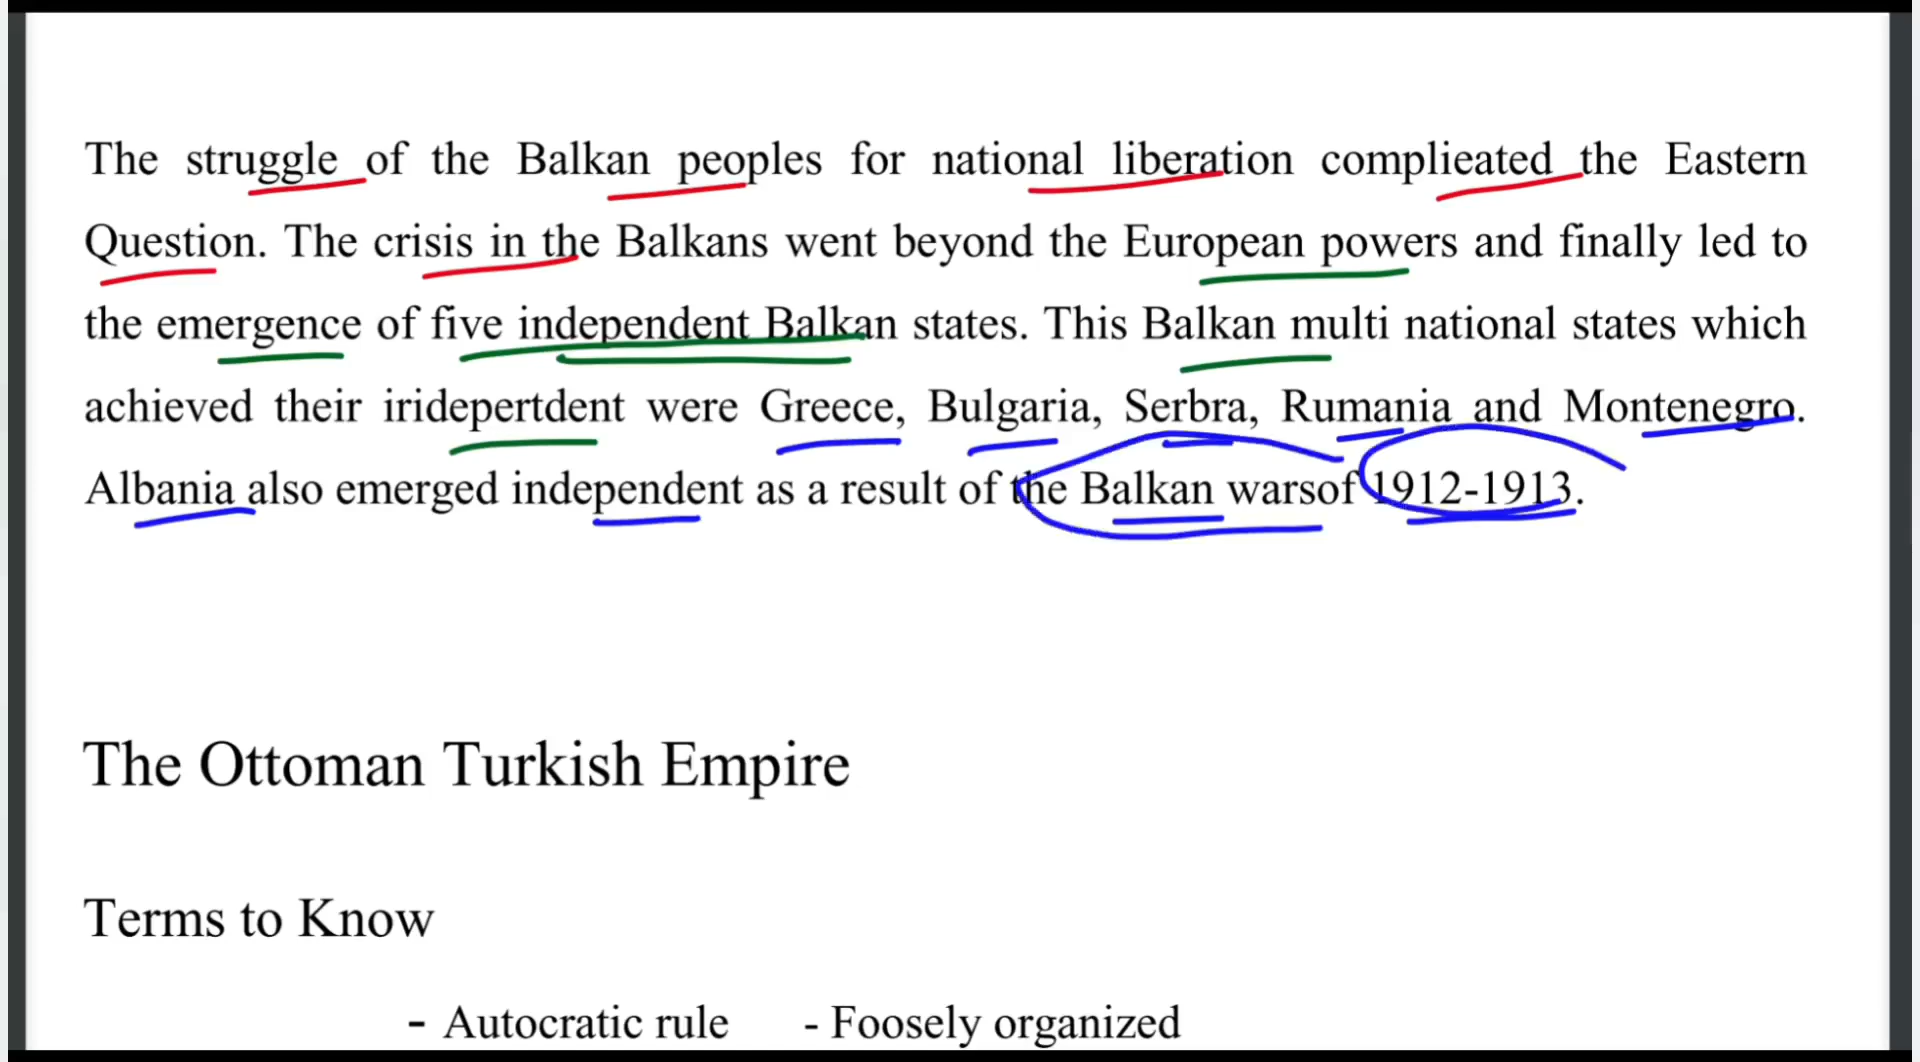 The struggle of the Balkan peoples for national liberation complieated the Eastern
Question. The crisis in the Balkans went beyond the European powers and finally led to
the emergence of five independent Balkan states. This Balkan multi national states which
achieved their iridepertdent were Greece, Bulgaria, Serbra, Rumania and Montenegro.
Albania also emerged independent as a result of the Balkan warsof 1912-1913.
The Ottoman Turkish Empire
Terms to Know
- Autocratic rule - Foosely organized